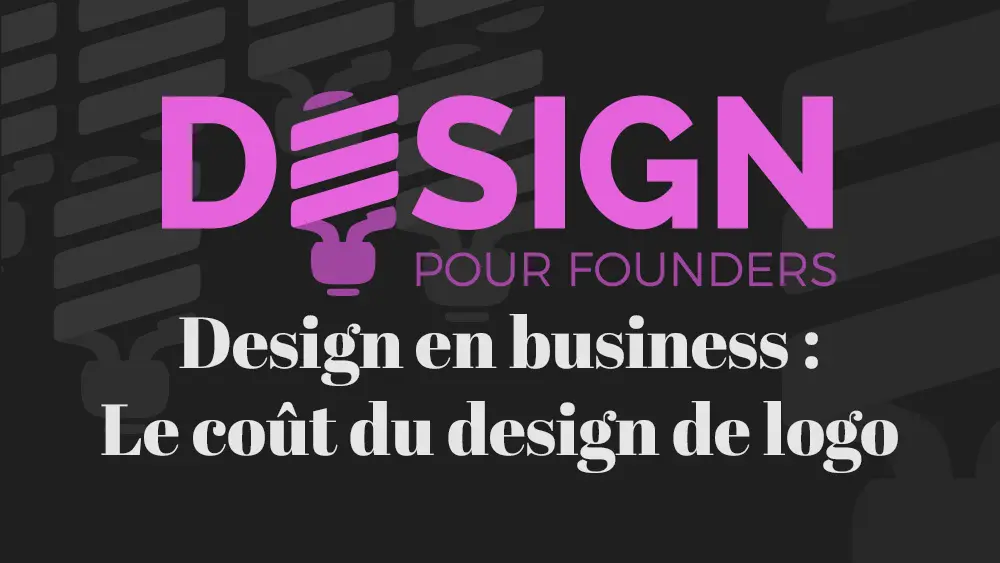 DESIGN
POUR FOUNDERS
Design en business :
Le coût du design de logo